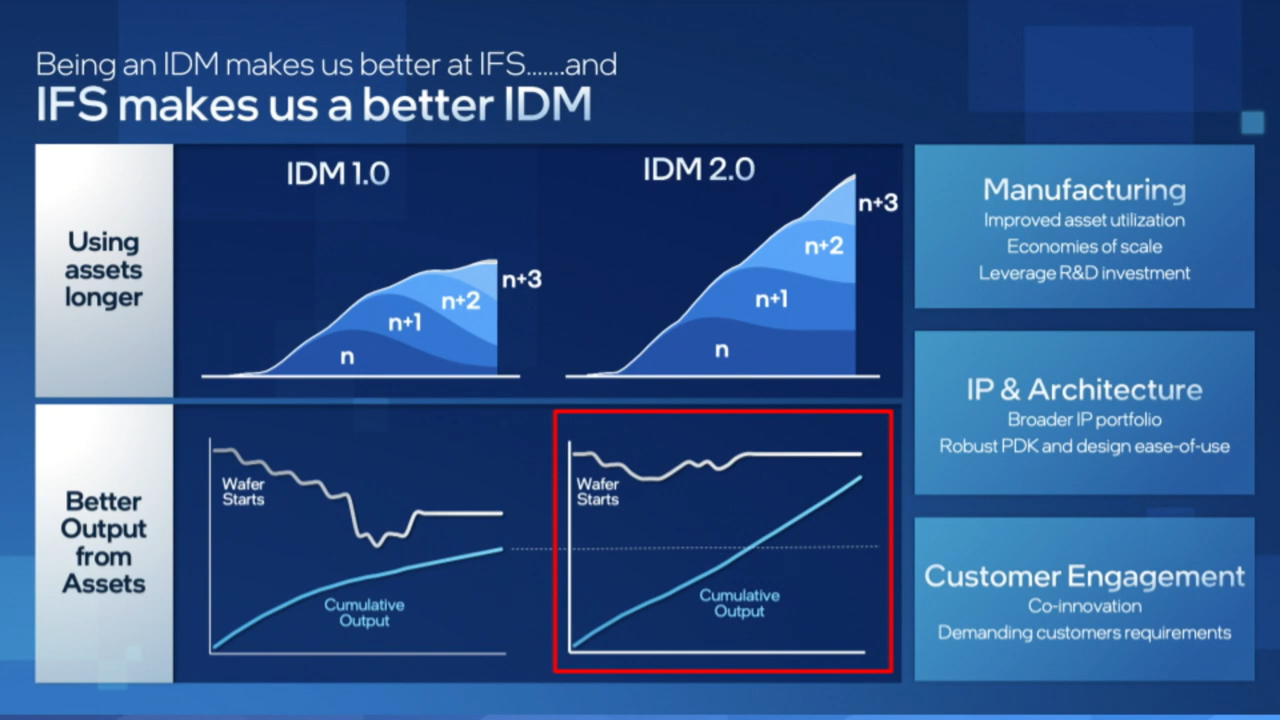 Being an IDM makes us better at IFS.......and
IFS makes us a better IDM
Using
assets
longer
IDM 1.0
n
n+1
n+2
n+3
IDM 2.0
n
n+1
n+2
n+3
Better
Output
from
Assets
Wafer
Starts
Cumulative
Output
Wafer
Starts
Cumulative
Output
Manufacturing
Improved asset utilization
Economies of scale
Leverage R&D investment
IP & Architecture
Broader IP portfolio
Robust PDK and design ease-of-use
Customer Engagement
Co-innovation
Demanding customers requirements